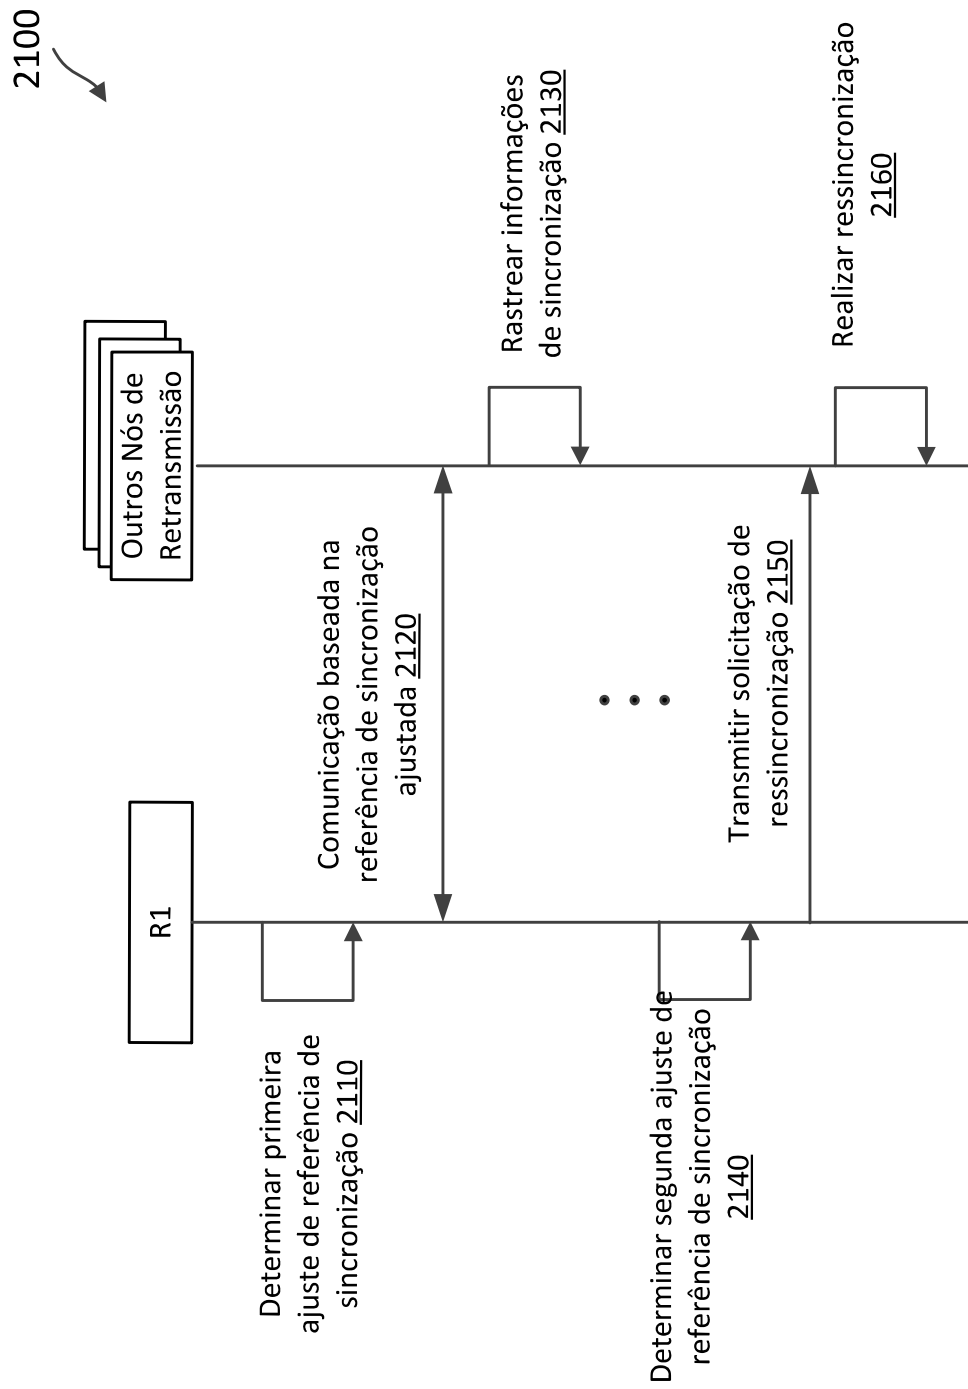 2100
R1
Outros Nós de
Retransmissão
Determinar primeira
ajuste de referência de
sincronização 2110
Comunicação baseada na
referência de sincronização
ajustada 2120
Rastrear informações
de sincronização 2130
Determinar segunda ajuste de
referência de sincronização
2140
Transmitir solicitação de
ressincronização 2150
Realizar ressincronização
2160